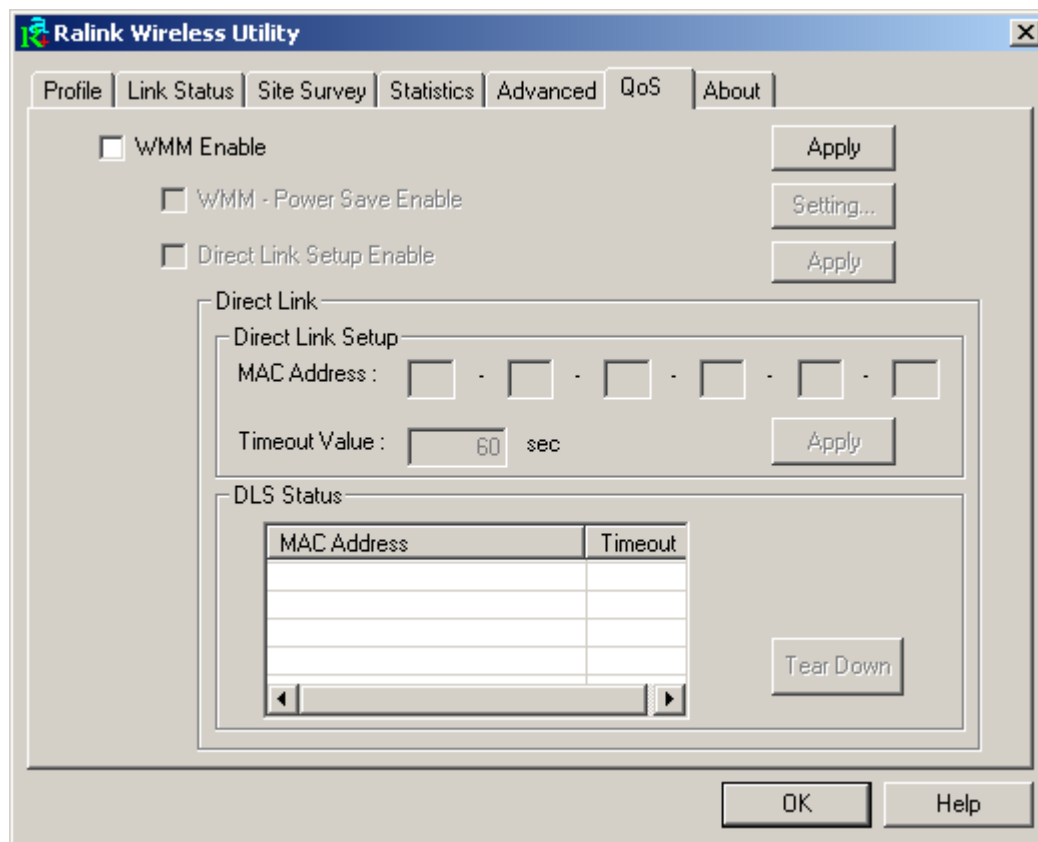 Ralink Wireless Utility
Profile Link Status Site Survey Statistics Advanced QoS About
WMM Enable Apply
WMM - Power Save Enable Setting...
Direct Link Setup Enable Apply
Direct Link
Direct Link Setup
MAC Address : - - - - -
Timeout Value : 60 sec Apply
DLS Status
MAC Address Timeout
Tear Down
OK Help